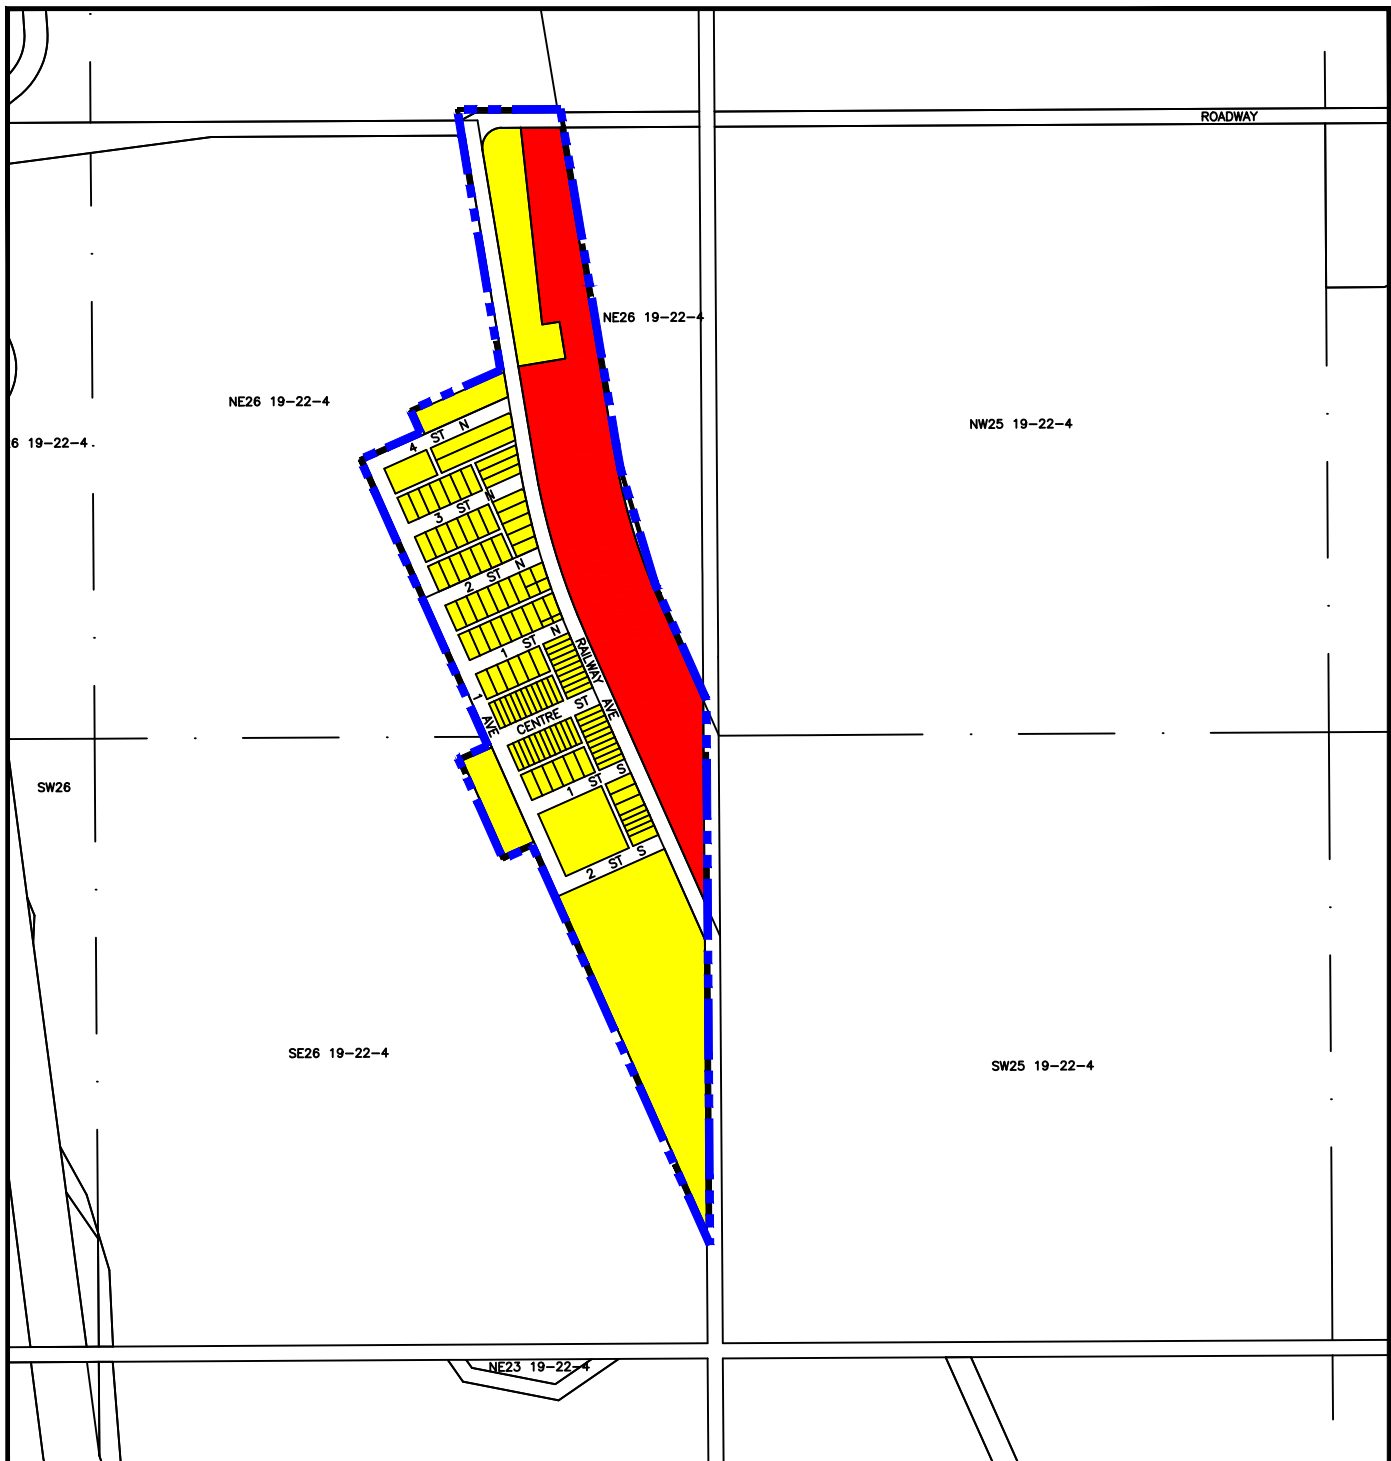 ROADWAY
NE26 19-22-4
NE26 19-22-4
NW25 19-22-4
6 19-22-4
4 ST N
3 ST N
2 ST N
1 ST N
RAILWAY AVE
1 AVE
CENTRE ST
1 ST S
2 ST S
SW26
SE26 19-22-4
SW25 19-22-4
NE23 19-22-4